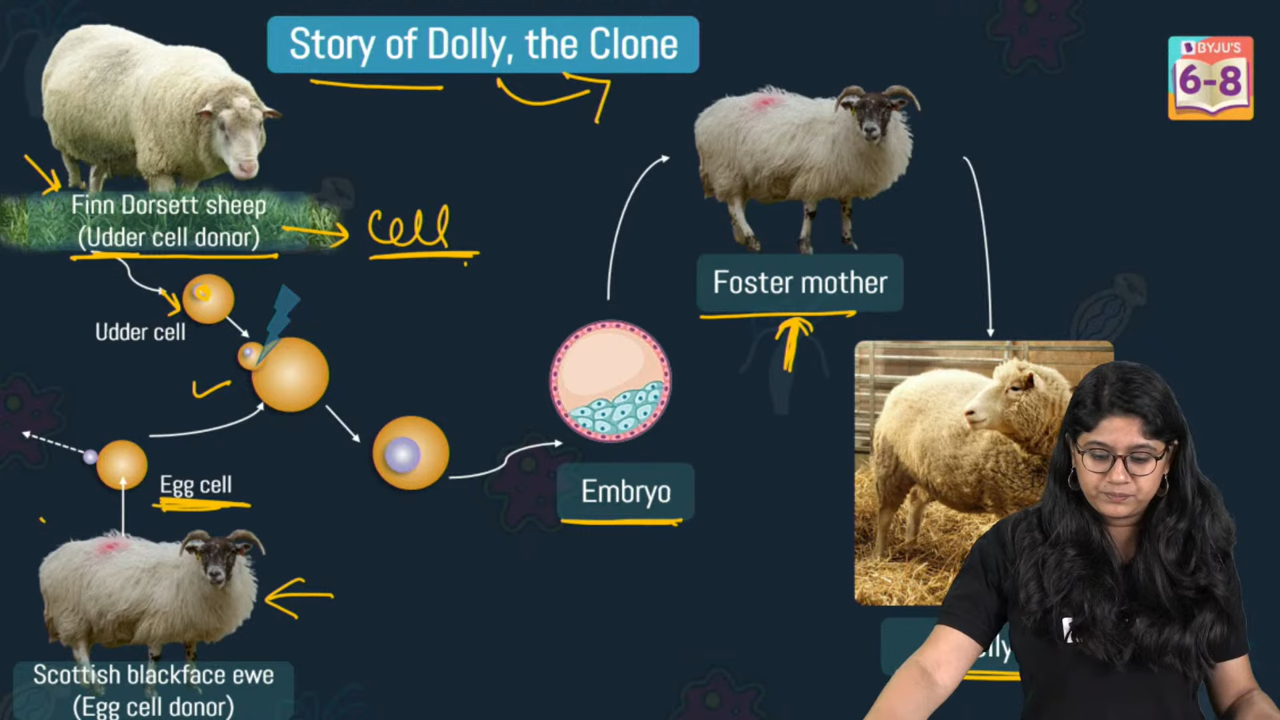 Story of Dolly, the Clone
BYJU'S
6-8
Finn Dorsett sheep
(Udder cell donor)
cell
Foster mother
Udder cell
Egg cell
Embryo
Scottish blackface ewe
(Egg cell donor)